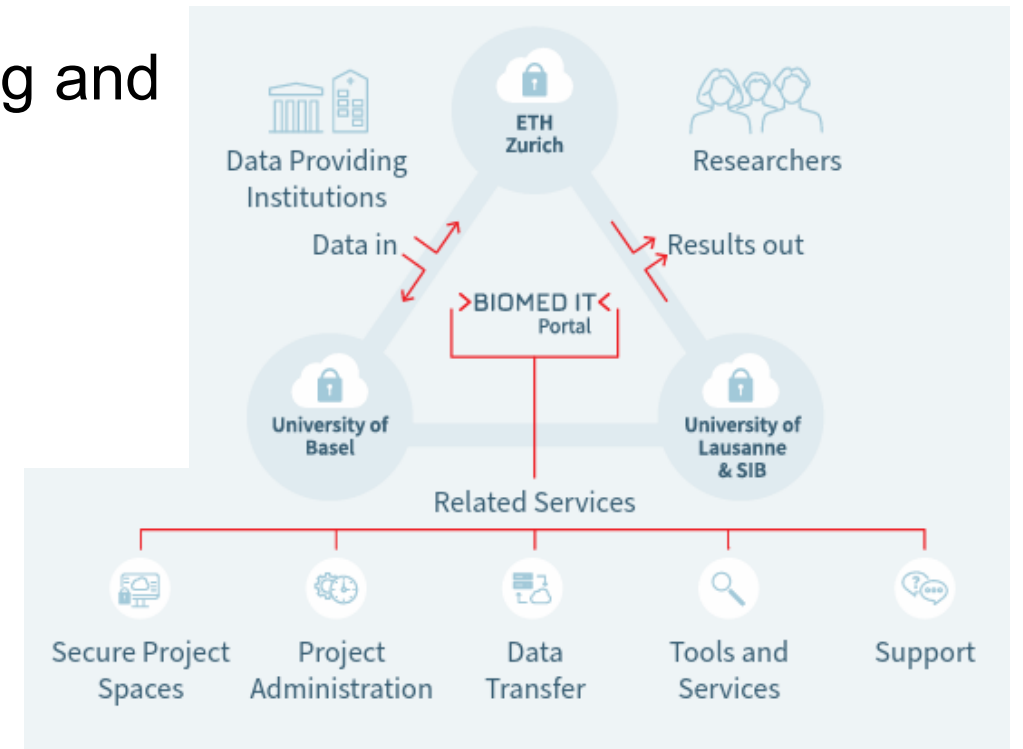 g and
ETH
Zurich
Data Providing
Institutions
Researchers
Data in
Results out
>BIOMED IT<
Portal
University of
Basel
University of
Lausanne
& SIB
Related Services
Secure Project
Spaces
Project
Administration
Data
Transfer
Tools and
Services
Support